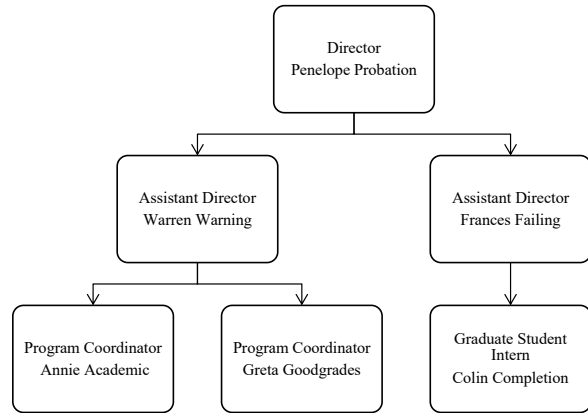 Director
Penelope Probation
Assistant Director
Warren Warning
Assistant Director
Frances Failing
Program Coordinator
Annie Academic
Program Coordinator
Greta Goodgrades
Graduate Student
Intern
Colin Completion